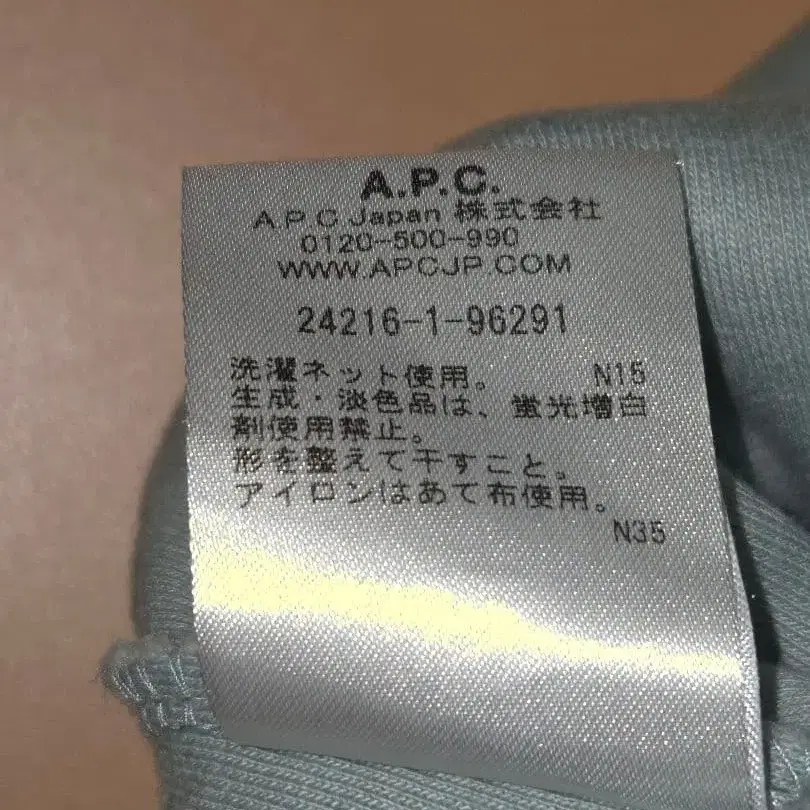 A.P.C.
A.P.C Japan 株式会社
0120-500-990
WWW.APCJP.COM
24216-1-96291
洗濯ネット使用。 N15
生成・淡色品は、蛍光増白
剤使用禁止。
形を整えて干すこと。
アイロンはあて布使用。
N35